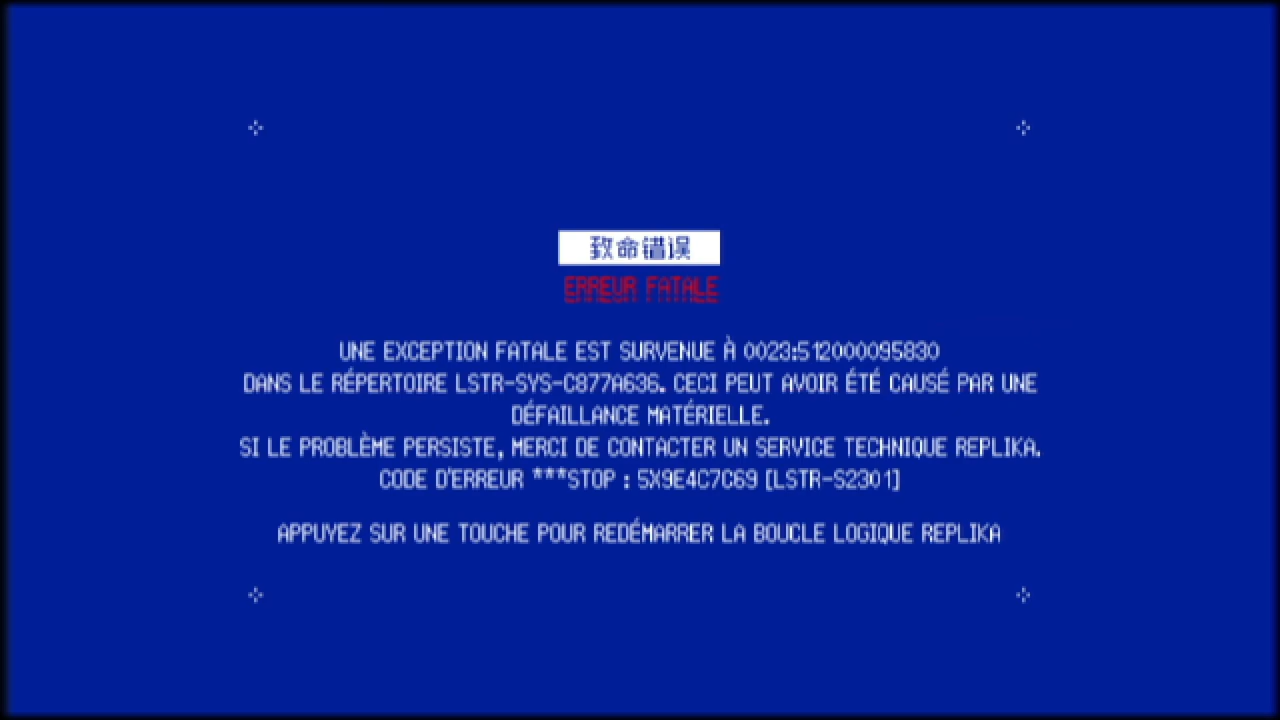 致命错误
ERREUR FATALE
UNE EXCEPTION FATALE EST SURVENUE À 0023:512000095830
DANS LE RÉPERTOIRE LSTR-SYS-C877A636. CECI PEUT AVOIR ÉTÉ CAUSÉ PAR UNE
DÉFAILLANCE MATÉRIELLE.
SI LE PROBLÈME PERSISTE, MERCI DE CONTACTER UN SERVICE TECHNIQUE REPLIKA.
CODE D'ERREUR ***STOP : 5X9E4C7C69 [LSTR-S2301]
APPUYEZ SUR UNE TOUCHE POUR REDÉMARRER LA BOUCLE LOGIQUE REPLIKA